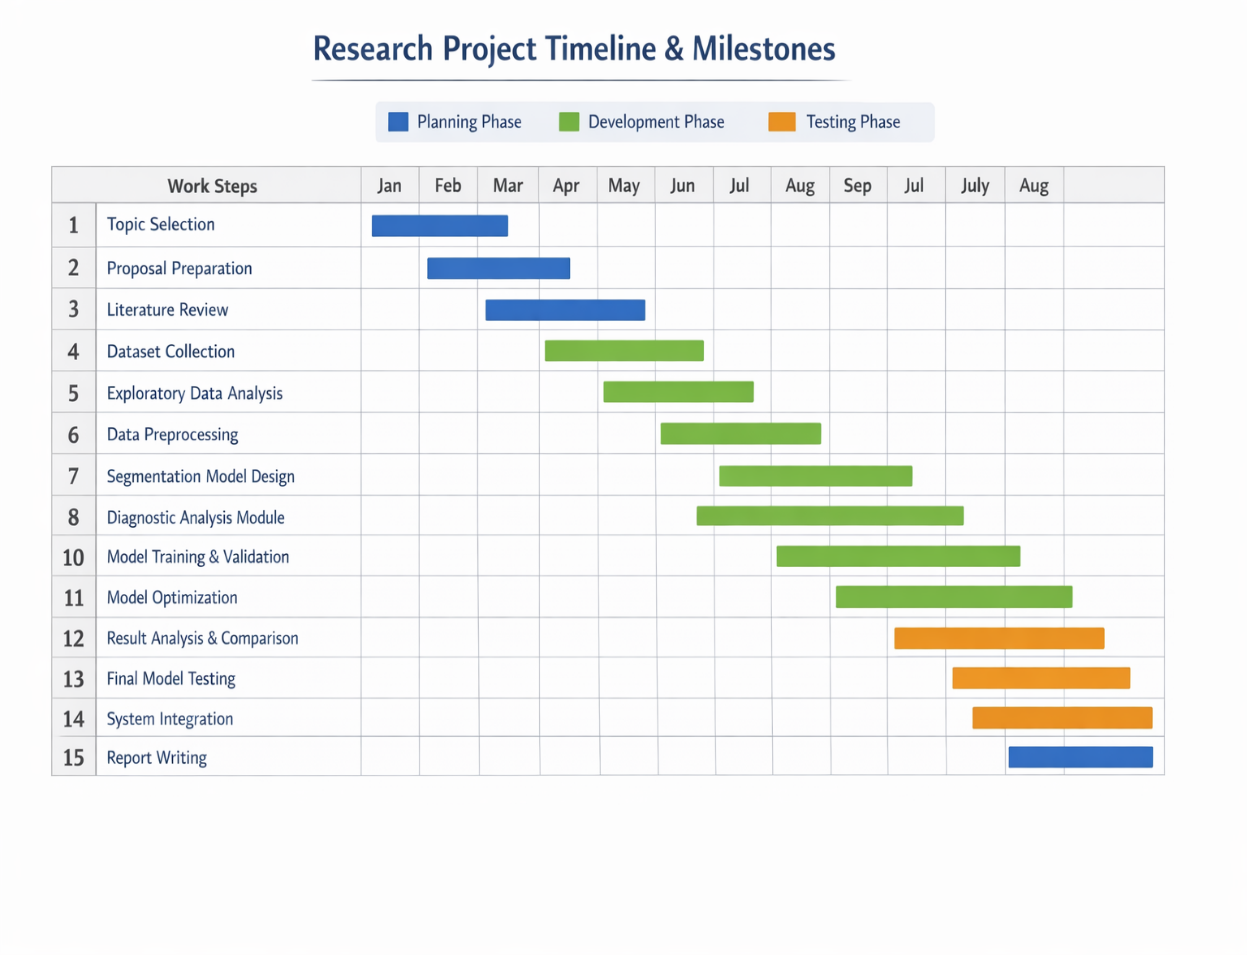 Research Project Timeline & Milestones
Planning Phase Development Phase Testing Phase
Work Steps Jan Feb Mar Apr May Jun Jul Aug Sep Jul July Aug
1 Topic Selection
2 Proposal Preparation
3 Literature Review
4 Dataset Collection
5 Exploratory Data Analysis
6 Data Preprocessing
7 Segmentation Model Design
8 Diagnostic Analysis Module
10 Model Training & Validation
11 Model Optimization
12 Result Analysis & Comparison
13 Final Model Testing
14 System Integration
15 Report Writing